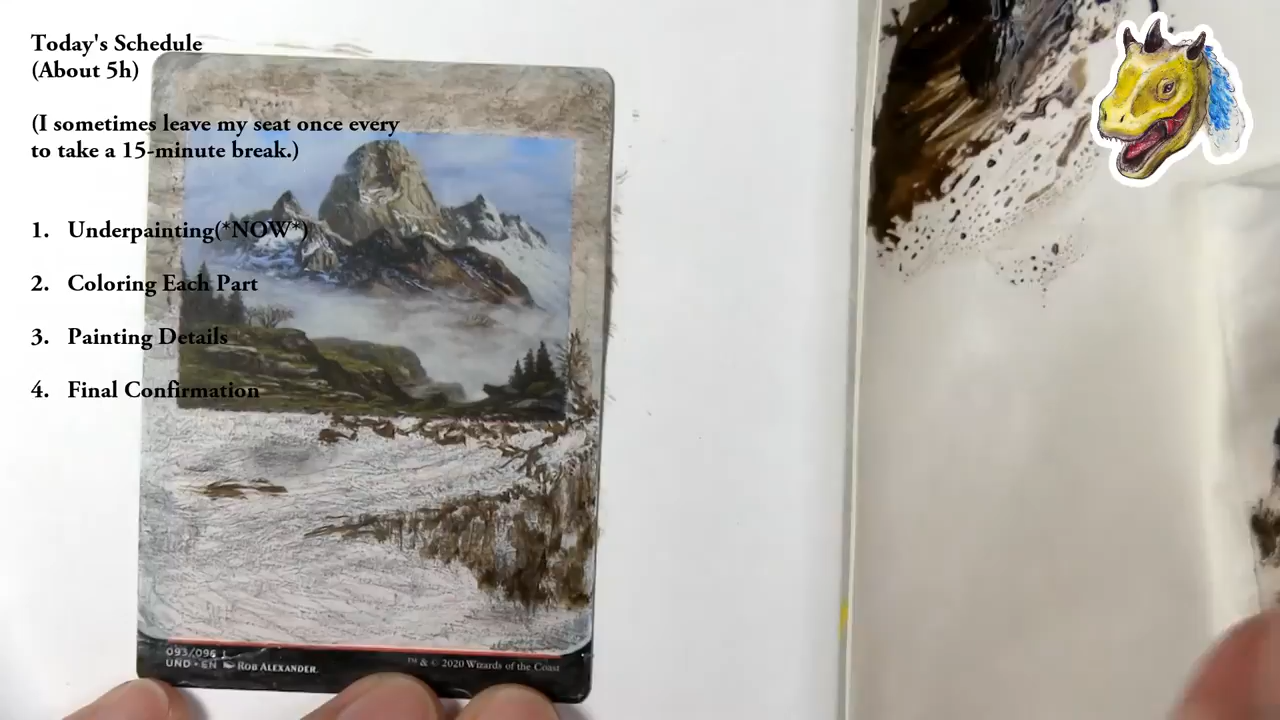 Today's Schedule
(About 5h)
(I sometimes leave my seat once every
to take a 15-minute break.)
1. Underpainting(*NOW*)
2. Coloring Each Part
3. Painting Details
4. Final Confirmation
093/096 L
UND • EN ROB ALEXANDER
™ & © 2020 Wizards of the Coast